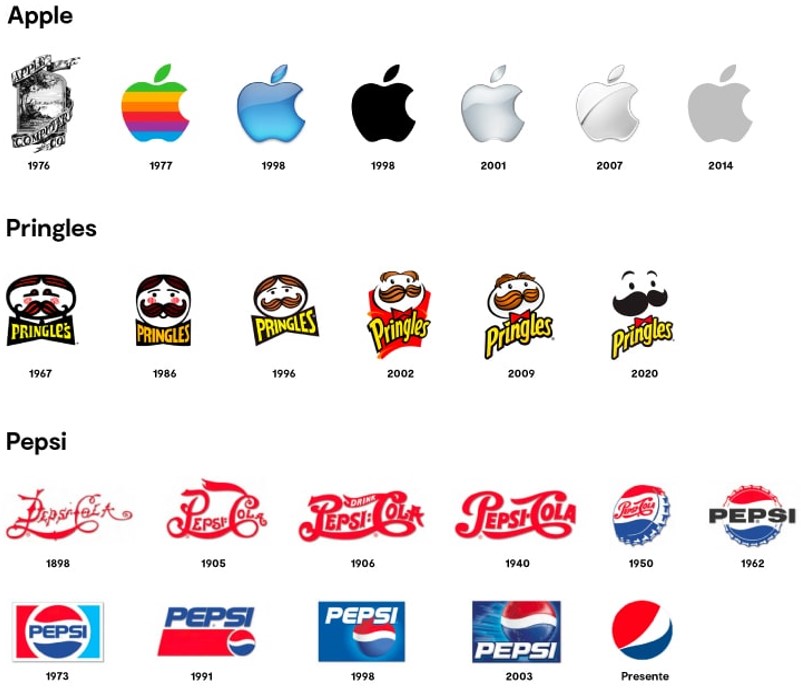 Apple
APPLE
COMPUTER
CO
1976 1977 1998 1998 2001 2007 2014
Pringles
PRINGLE'S PRINGLES PRINGLES Pringles Pringles Pringles
1967 1986 1996 2002 2009 2020
Pepsi
DRINK
Pepsi-Cola PEPSI:COLA PEPSI:COLA PEPSI-COLA Pepsi-Cola PEPSI
1898 1905 1906 1940 1950 1962
PEPSI PEPSI PEPSI PEPSI
1973 1991 1998 2003 Presente